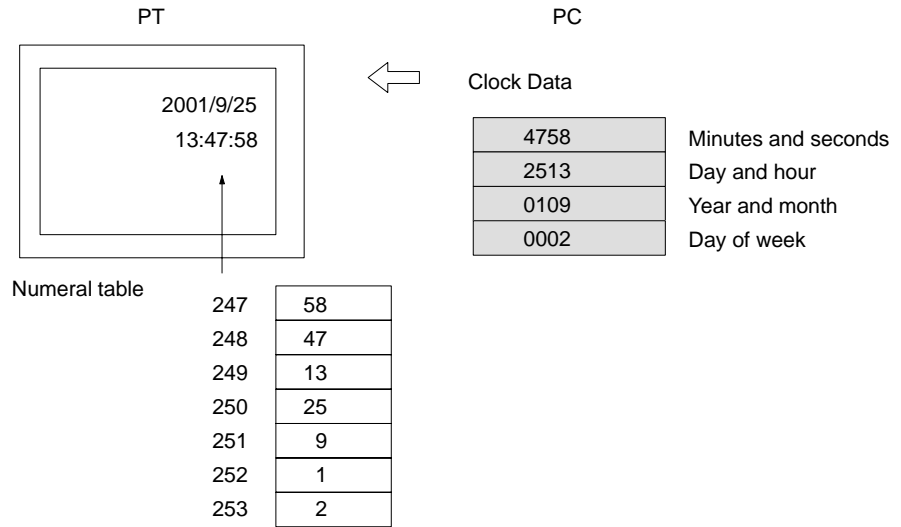 PT
PC
2001/9/25
13:47:58
Clock Data
4758 Minutes and seconds
2513 Day and hour
0109 Year and month
0002 Day of week
Numeral table
247 58
248 47
249 13
250 25
251 9
252 1
253 2